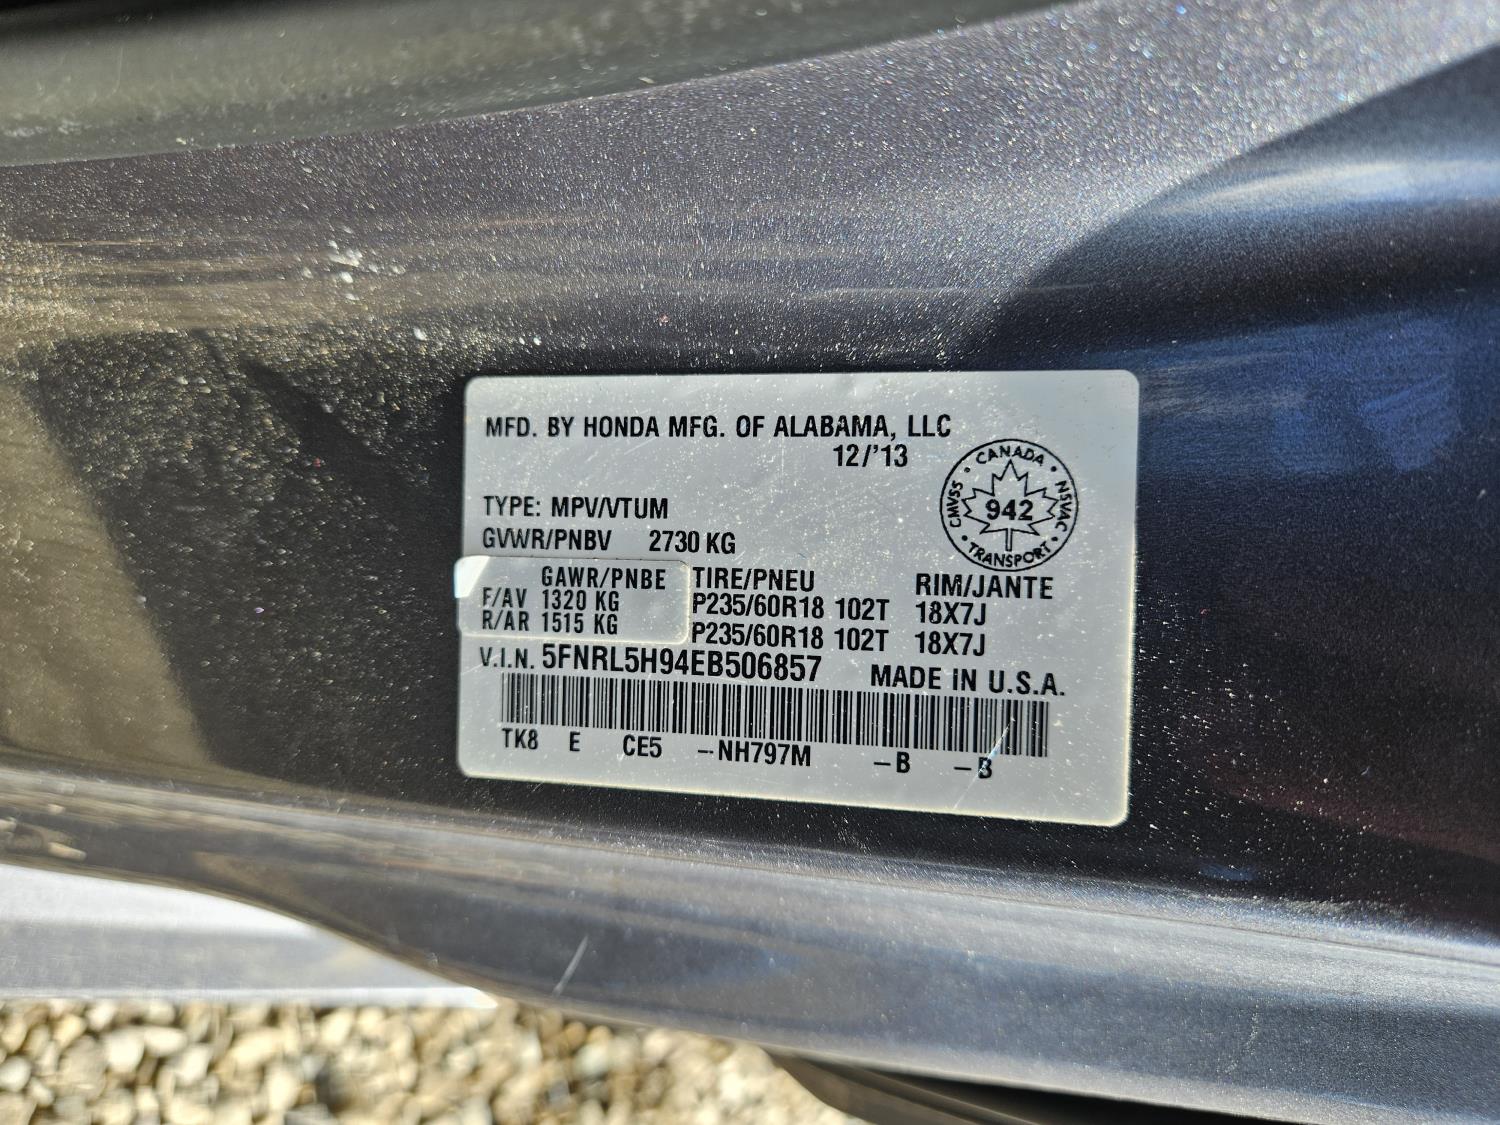 MFD. BY HONDA MFG. OF ALABAMA, LLC
12/'13
CANADA
CMVSS 942 NSVAC
TRANSPORT
TYPE: MPV/VTUM
GVWR/PNBV 2730 KG
GAWR/PNBE TIRE/PNEU RIM/JANTE
F/AV 1320 KG P235/60R18 102T 18X7J
R/AR 1515 KG P235/60R18 102T 18X7J
V.I.N. 5FNRL5H94EB506857 MADE IN U.S.A.
TK8 E CE5 –NH797M –B –B